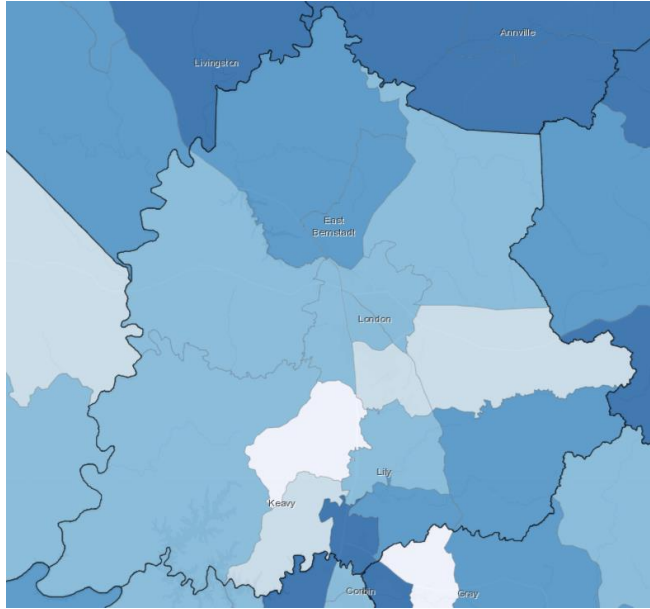 Annville
Livingston
East
Bernstadt
London
Lily
Keavy
Corbin
Gray